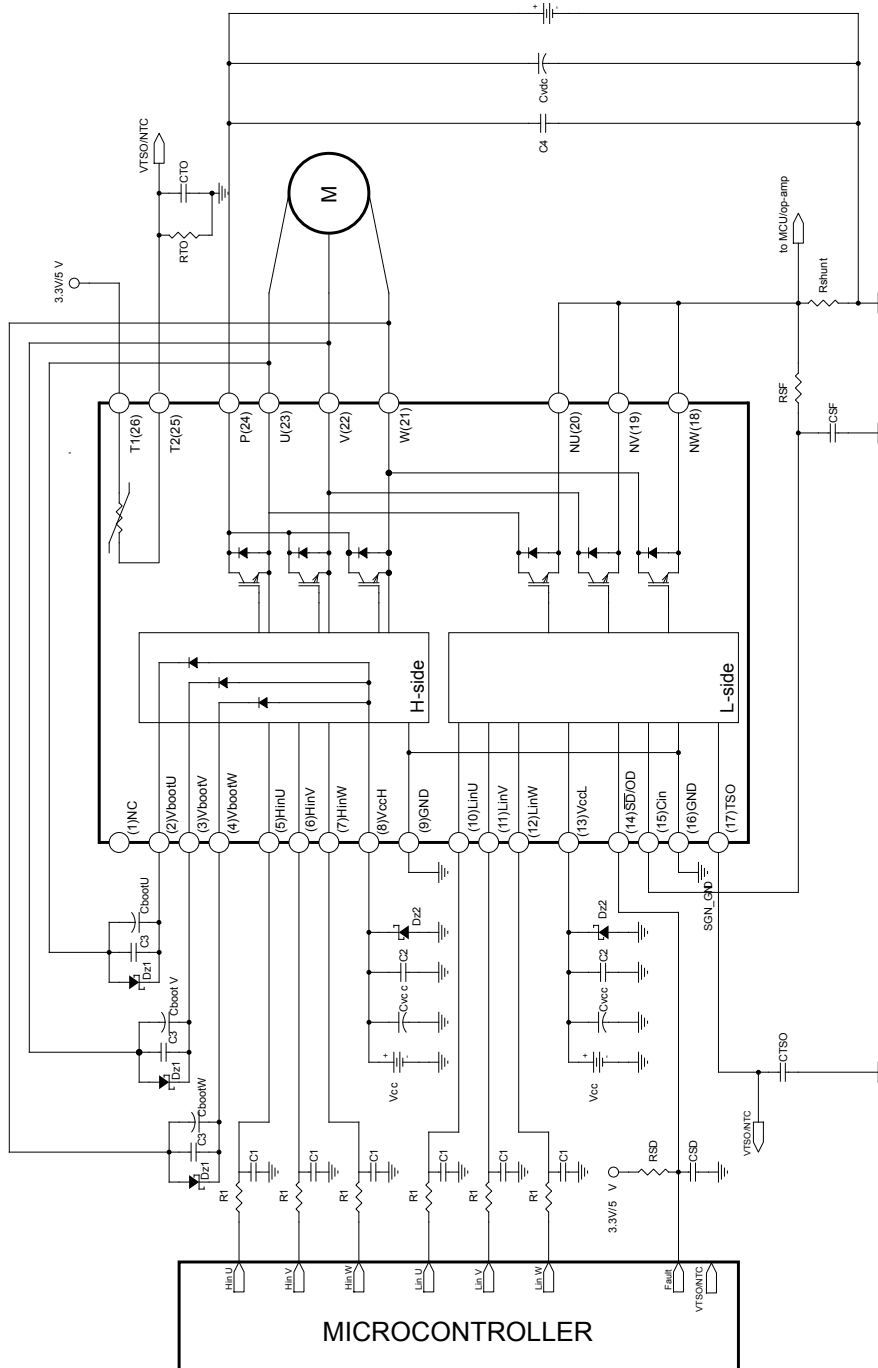 +
-
Cvdc
C4
VTSO/NTC
CTO
RTO
3.3V/5 V
M
to MCU/op-amp
Rshunt
RSF
CSF
T1(26)
T2(25)
P(24)
U(23)
V(22)
W(21)
NU(20)
NV(19)
NW(18)
H-side
L-side
(1)NC
(2)VbootU
(3)VbootV
(4)VbootW
(5)HinU
(6)HinV
(7)HinW
(8)VccH
(9)GND
(10)LinU
(11)LinV
(12)LinW
(13)VccL
(14)SD/OD
(15)Cin
(16)GND
(17)TSO
SGN_GND
CbootU
C3
Dz1
Cboot V
C3
Dz1
CbootW
C3
Dz1
Dz2
C2
Cvc c
+
-
Vcc
Dz2
C2
Cvcc
+
-
Vcc
CTSO
VTSO/NTC
R1
C1
R1
C1
R1
C1
R1
C1
R1
C1
R1
C1
3.3V/5 V
RSD
CSD
Hin U
Hin V
Hin W
Lin U
Lin V
Lin W
Fault
VTSO/NTC
MICROCONTROLLER